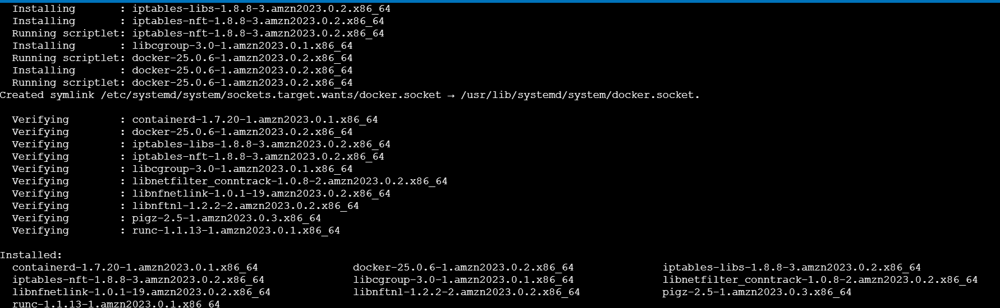 Installing : iptables-libs-1.8.8-3.amzn2023.0.2.x86_64
Installing : iptables-nft-1.8.8-3.amzn2023.0.2.x86_64
Running scriptlet: iptables-nft-1.8.8-3.amzn2023.0.2.x86_64
Installing : libcgroup-3.0-1.amzn2023.0.1.x86_64
Running scriptlet: docker-25.0.6-1.amzn2023.0.2.x86_64
Installing : docker-25.0.6-1.amzn2023.0.2.x86_64
Running scriptlet: docker-25.0.6-1.amzn2023.0.2.x86_64
Created symlink /etc/systemd/system/sockets.target.wants/docker.socket → /usr/lib/systemd/system/docker.socket.
Verifying : containerd-1.7.20-1.amzn2023.0.1.x86_64
Verifying : docker-25.0.6-1.amzn2023.0.2.x86_64
Verifying : iptables-libs-1.8.8-3.amzn2023.0.2.x86_64
Verifying : iptables-nft-1.8.8-3.amzn2023.0.2.x86_64
Verifying : libcgroup-3.0-1.amzn2023.0.1.x86_64
Verifying : libnetfilter_conntrack-1.0.8-2.amzn2023.0.2.x86_64
Verifying : libnfnetlink-1.0.1-19.amzn2023.0.2.x86_64
Verifying : libnftnl-1.2.2-2.amzn2023.0.2.x86_64
Verifying : pigz-2.5-1.amzn2023.0.3.x86_64
Verifying : runc-1.1.13-1.amzn2023.0.1.x86_64
Installed:
containerd-1.7.20-1.amzn2023.0.1.x86_64 docker-25.0.6-1.amzn2023.0.2.x86_64 iptables-libs-1.8.8-3.amzn2023.0.2.x86_64
iptables-nft-1.8.8-3.amzn2023.0.2.x86_64 libcgroup-3.0-1.amzn2023.0.1.x86_64 libnetfilter_conntrack-1.0.8-2.amzn2023.0.2.x86_64
libnfnetlink-1.0.1-19.amzn2023.0.2.x86_64 libnftnl-1.2.2-2.amzn2023.0.2.x86_64 pigz-2.5-1.amzn2023.0.3.x86_64
runc-1.1.13-1.amzn2023.0.1.x86_64